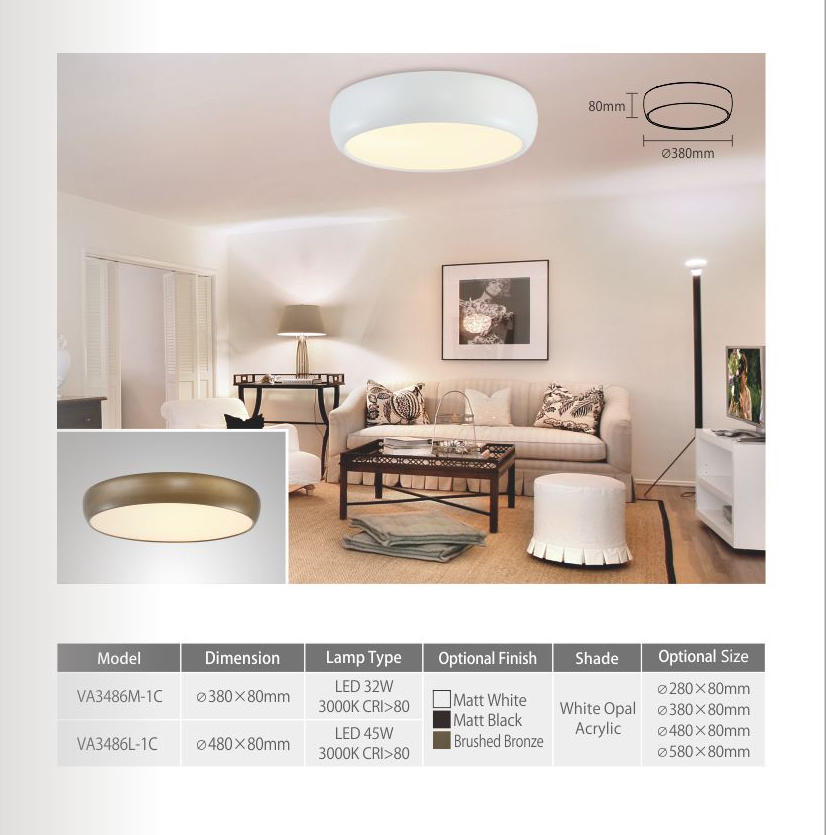 80mm
⌀380mm
Model Dimension Lamp Type Optional Finish Shade Optional Size
VA3486M-1C ⌀380×80mm LED 32W
3000K CRI>80
VA3486L-1C ⌀480×80mm LED 45W
3000K CRI>80
Matt White
Matt Black
Brushed Bronze
White Opal
Acrylic
⌀280×80mm
⌀380×80mm
⌀480×80mm
⌀580×80mm